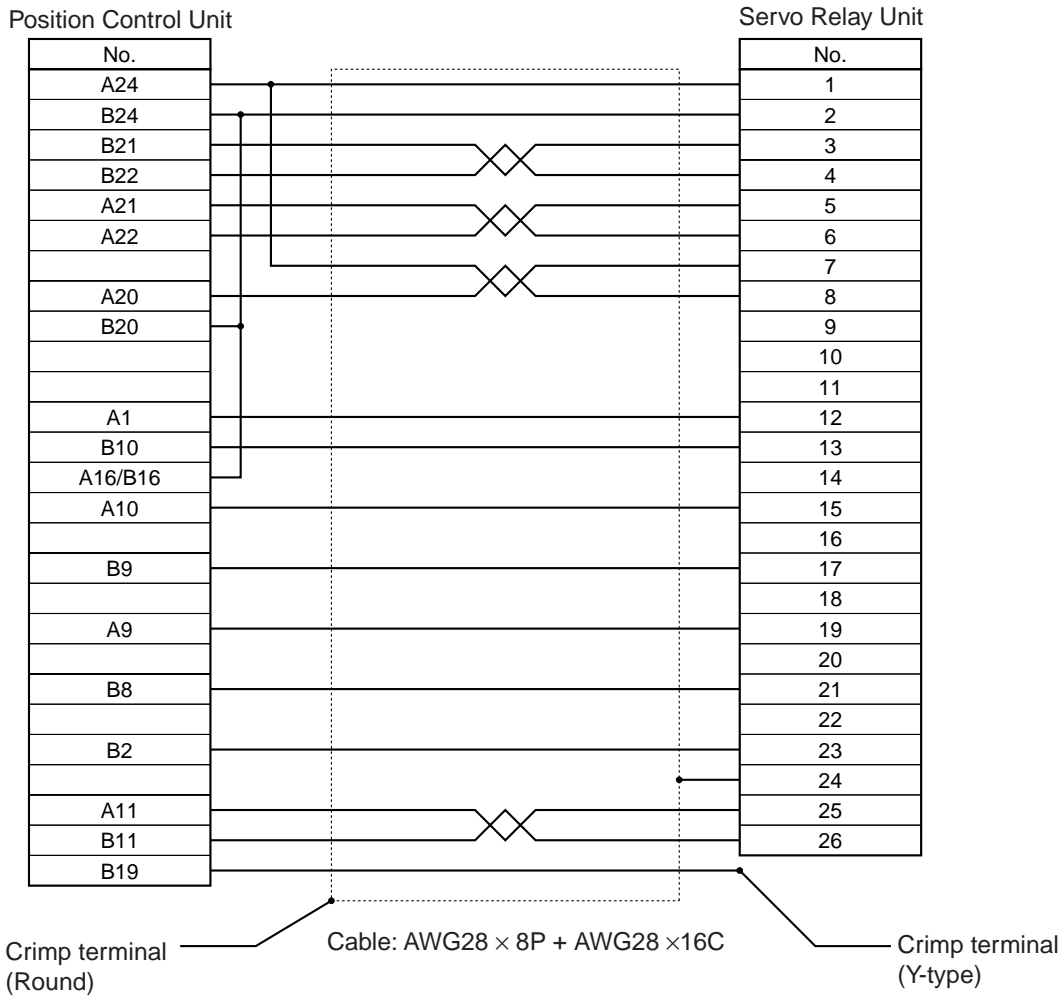 Position Control Unit
Servo Relay Unit
No.
No.
A24
1
B24
2
B21
3
B22
4
A21
5
A22
6
7
A20
8
B20
9
10
11
A1
12
B10
13
A16/B16
14
A10
15
16
B9
17
18
A9
19
20
B8
21
22
B2
23
24
A11
25
B11
26
B19
Crimp terminal
(Round)
Cable: AWG28 × 8P + AWG28 ×16C
Crimp terminal
(Y-type)